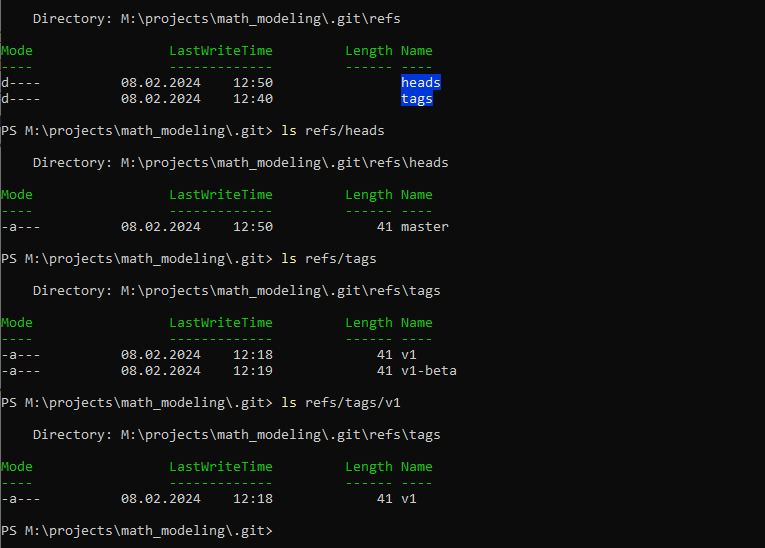 Directory: M:\projects\math_modeling\.git\refs
Mode                 LastWriteTime         Length Name
----                 -------------         ------ ----
d----          08.02.2024    12:50                heads
d----          08.02.2024    12:40                tags
PS M:\projects\math_modeling\.git> ls refs/heads
    Directory: M:\projects\math_modeling\.git\refs\heads
Mode                 LastWriteTime         Length Name
----                 -------------         ------ ----
-a---          08.02.2024    12:50             41 master
PS M:\projects\math_modeling\.git> ls refs/tags
    Directory: M:\projects\math_modeling\.git\refs\tags
Mode                 LastWriteTime         Length Name
----                 -------------         ------ ----
-a---          08.02.2024    12:18             41 v1
-a---          08.02.2024    12:19             41 v1-beta
PS M:\projects\math_modeling\.git> ls refs/tags/v1
    Directory: M:\projects\math_modeling\.git\refs\tags
Mode                 LastWriteTime         Length Name
----                 -------------         ------ ----
-a---          08.02.2024    12:18             41 v1
PS M:\projects\math_modeling\.git>